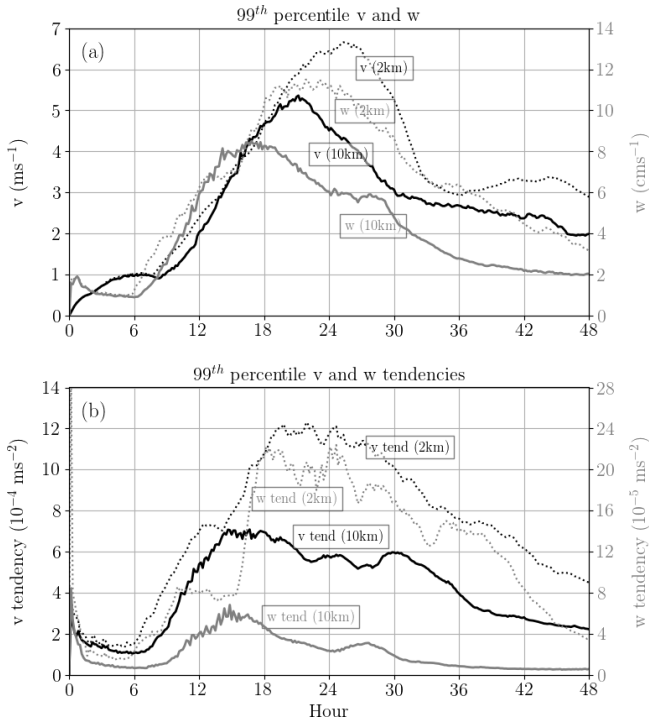 99th percentile v and w
(a)
v (ms⁻¹)
w (cms⁻¹)
7
6
5
4
3
2
1
0
14
12
10
8
6
4
2
0
v (2km)
w (2km)
v (10km)
w (10km)
0 6 12 18 24 30 36 42 48
99th percentile v and w tendencies
(b)
v tendency (10⁻⁴ ms⁻²)
w tendency (10⁻⁵ ms⁻²)
14
12
10
8
6
4
2
0
28
24
20
16
12
8
4
0
v tend (2km)
w tend (2km)
v tend (10km)
w tend (10km)
0 6 12 18 24 30 36 42 48
Hour